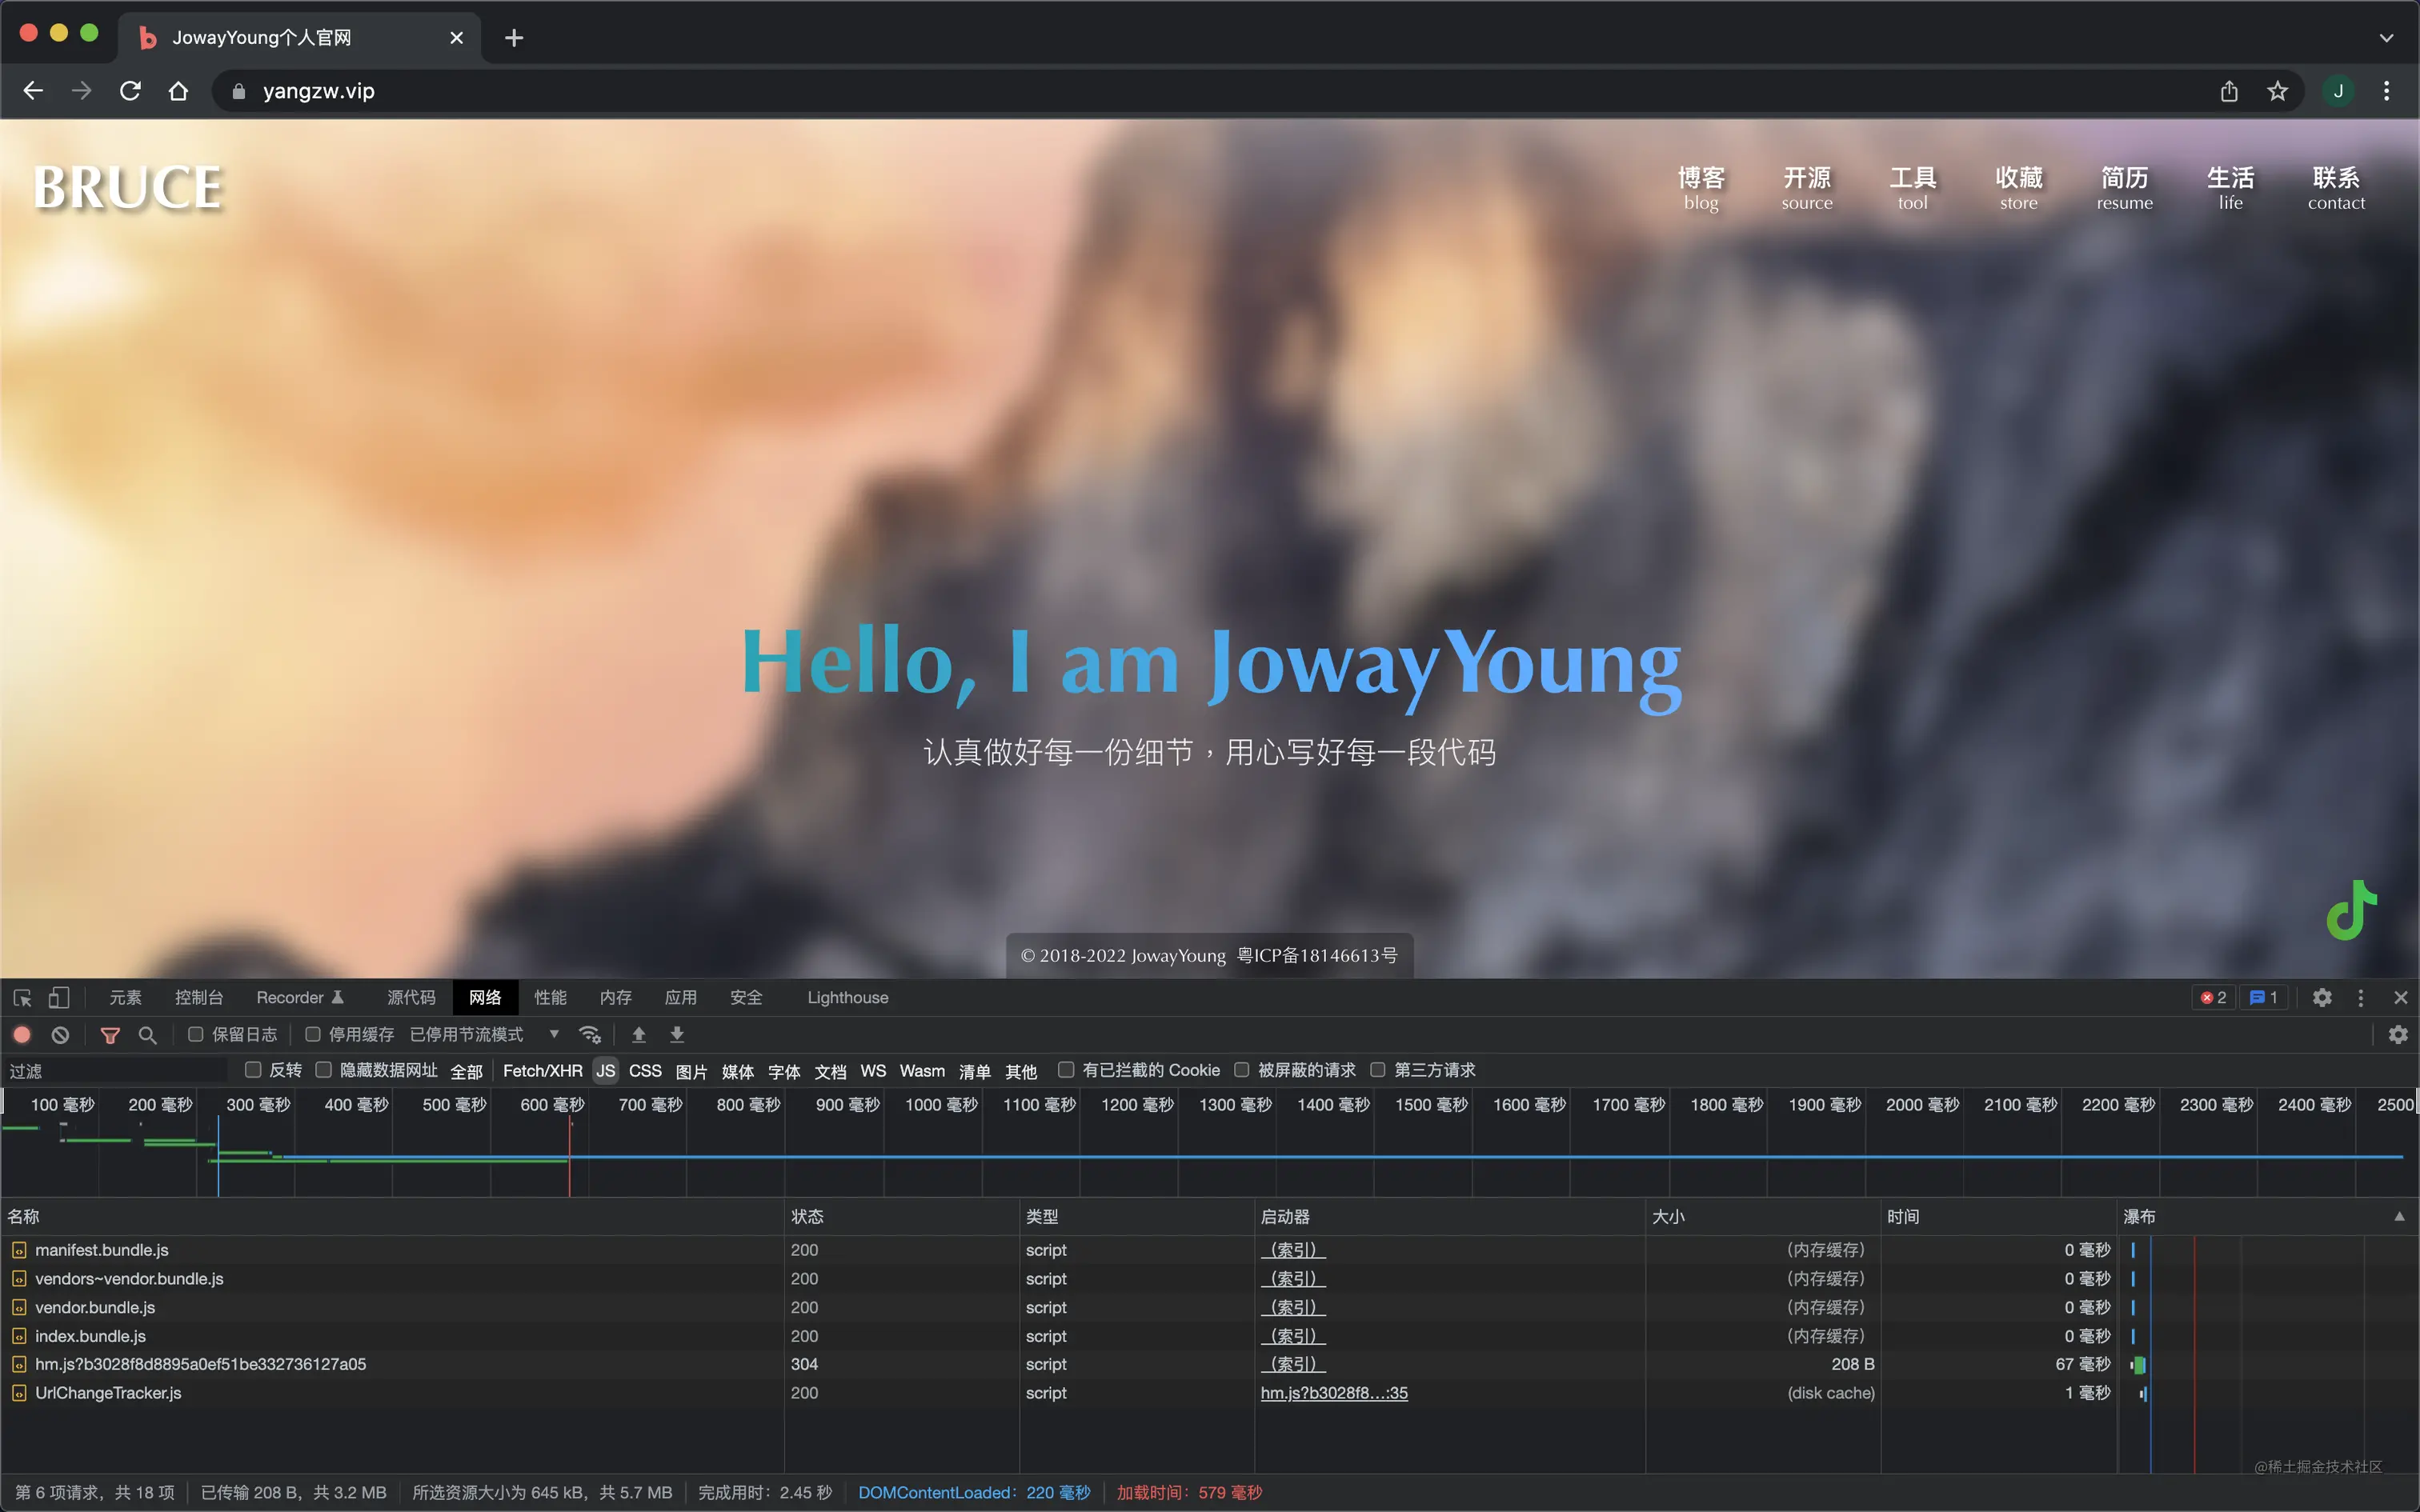 JowayYoung个人官网
yangzw.vip
J
BRUCE
博客 开源 工具 收藏 简历 生活 联系
blog source tool store resume life contact
Hello, I am JowayYoung
认真做好每一份细节，用心写好每一段代码
© 2018-2022 JowayYoung 粤ICP备18146613号
元素 控制台 Recorder 源代码 网络 性能 内存 应用 安全 Lighthouse 2 1
保留日志 停用缓存 已停用节流模式
过滤 反转 隐藏数据网址 全部 Fetch/XHR JS CSS 图片 媒体 字体 文档 WS Wasm 清单 其他 有已拦截的 Cookie 被屏蔽的请求 第三方请求
100 毫秒 200 毫秒 300 毫秒 400 毫秒 500 毫秒 600 毫秒 700 毫秒 800 毫秒 900 毫秒 1000 毫秒 1100 毫秒 1200 毫秒 1300 毫秒 1400 毫秒 1500 毫秒 1600 毫秒 1700 毫秒 1800 毫秒 1900 毫秒 2000 毫秒 2100 毫秒 2200 毫秒 2300 毫秒 2400 毫秒 2500
名称 状态 类型 启动器 大小 时间 瀑布
manifest.bundle.js 200 script （索引） (内存缓存) 0 毫秒
vendors~vendor.bundle.js 200 script （索引） (内存缓存) 0 毫秒
vendor.bundle.js 200 script （索引） (内存缓存) 0 毫秒
index.bundle.js 200 script （索引） (内存缓存) 0 毫秒
hm.js?b3028f8d8895a0ef51be332736127a05 304 script （索引） 208 B 67 毫秒
UrlChangeTracker.js 200 script hm.js?b3028f8…:35 (disk cache) 1 毫秒
@稀土掘金技术社区
第 6 项请求，共 18 项 已传输 208 B，共 3.2 MB 所选资源大小为 645 kB，共 5.7 MB 完成用时：2.45 秒 DOMContentLoaded：220 毫秒 加载时间：579 毫秒